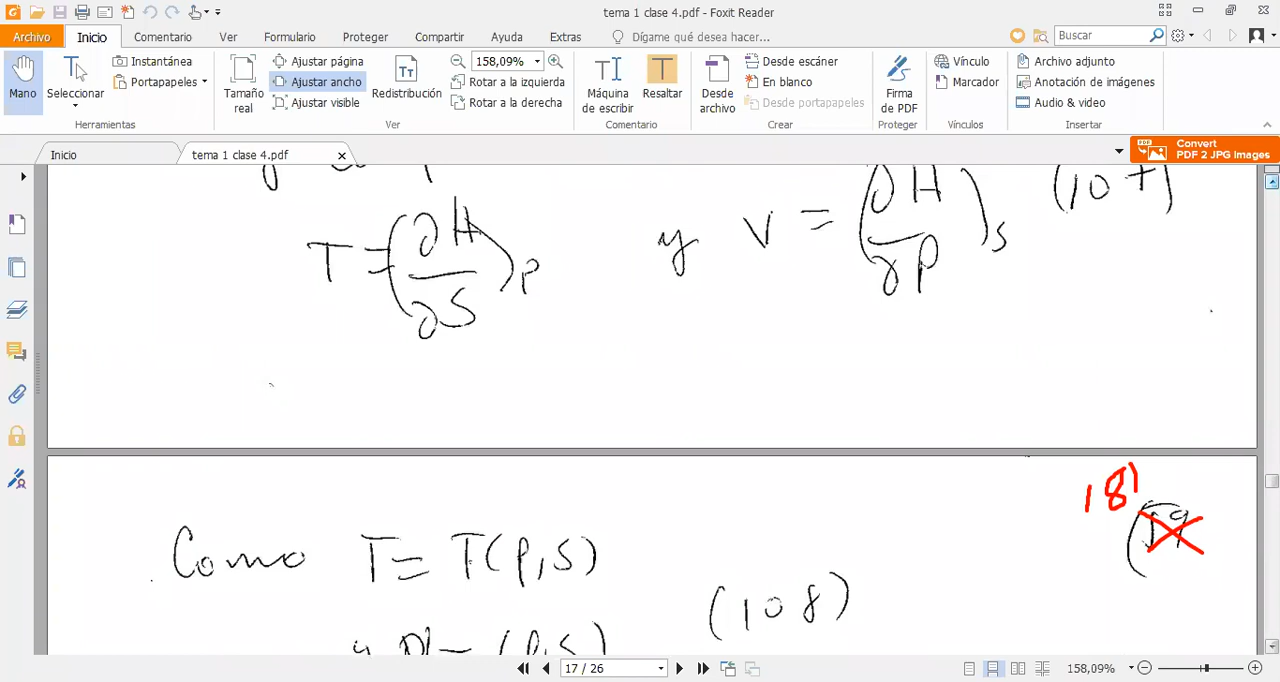 tema 1 clase 4.pdf - Foxit Reader
Archivo Inicio Comentario Ver Formulario Proteger Compartir Ayuda Extras Dígame qué desea hacer... Buscar
Mano Seleccionar Instantánea Portapapeles Herramientas
Tamaño real Ajustar página Ajustar ancho Ajustar visible Redistribución Rotar a la izquierda Rotar a la derecha 158,09% Ver
Máquina de escribir Resaltar Comentario
Desde archivo Desde escáner En blanco Desde portapapeles Crear
Firma de PDF Proteger
Vínculo Marcador Vínculos
Archivo adjunto Anotación de imágenes Audio & video Insertar
Inicio tema 1 clase 4.pdf
Convert PDF 2 JPG Images
T = (∂H/∂S)p y V = (∂H/∂P)s (107)
18)
Como T = T(P,S)
(108)
(P,S)
17 / 26 158,09%